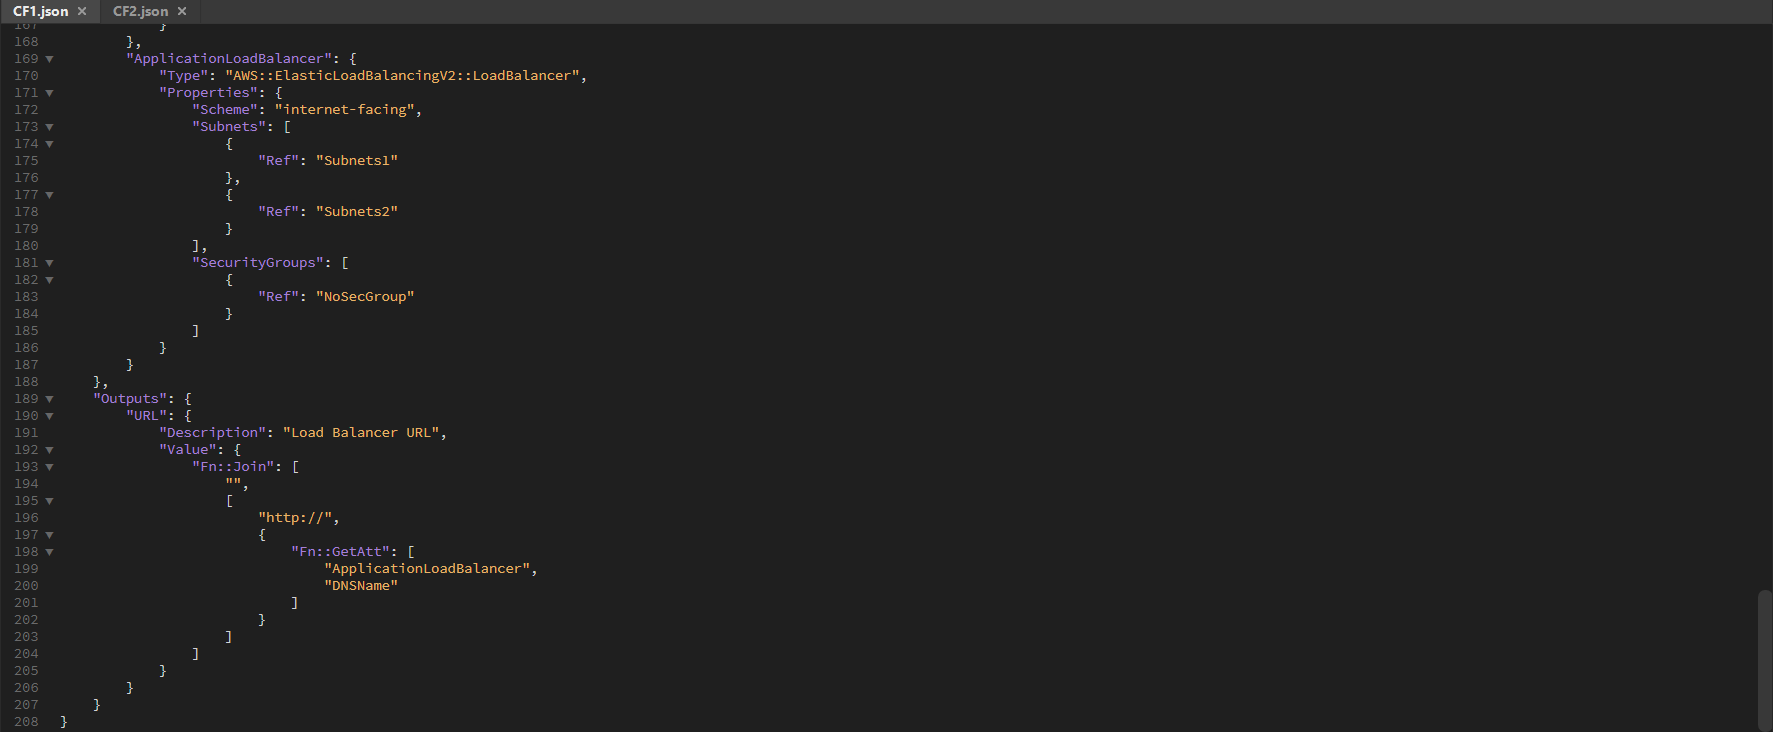 CF1.json × CF2.json ×
167 }
168 },
169 ▼ "ApplicationLoadBalancer": {
170 "Type": "AWS::ElasticLoadBalancingV2::LoadBalancer",
171 ▼ "Properties": {
172 "Scheme": "internet-facing",
173 ▼ "Subnets": [
174 ▼ {
175 "Ref": "Subnets1"
176 },
177 ▼ {
178 "Ref": "Subnets2"
179 }
180 ],
181 ▼ "SecurityGroups": [
182 ▼ {
183 "Ref": "NoSecGroup"
184 }
185 ]
186 }
187 }
188 },
189 ▼ "Outputs": {
190 ▼ "URL": {
191 "Description": "Load Balancer URL",
192 ▼ "Value": {
193 ▼ "Fn::Join": [
194 "",
195 ▼ [
196 "http://",
197 ▼ {
198 ▼ "Fn::GetAtt": [
199 "ApplicationLoadBalancer",
200 "DNSName"
201 ]
202 }
203 ]
204 ]
205 }
206 }
207 }
208 }